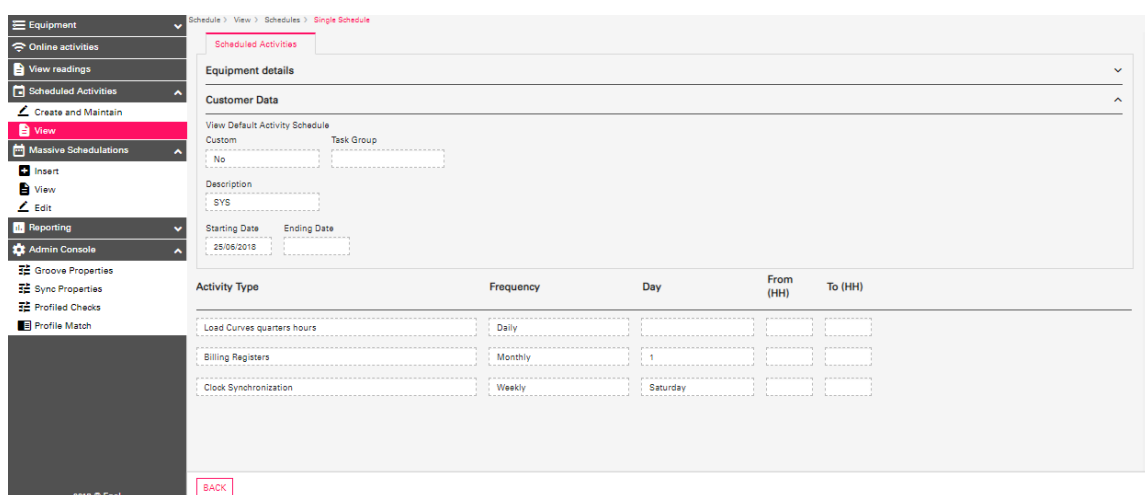 Equipment
Online activities
View readings
Scheduled Activities
Create and Maintain
View
Massive Schedulations
Insert
View
Edit
Reporting
Admin Console
Groove Properties
Sync Properties
Profiled Checks
Profile Match
Schedule > View > Schedules > Single Schedule
Scheduled Activities
Equipment details
Customer Data
View Default Activity Schedule
Custom Task Group
No
Description
SYS
Starting Date Ending Date
25/06/2018
Activity Type Frequency Day From (HH) To (HH)
Load Curves quarters hours Daily
Billing Registers Monthly 1
Clock Synchronization Weekly Saturday
BACK